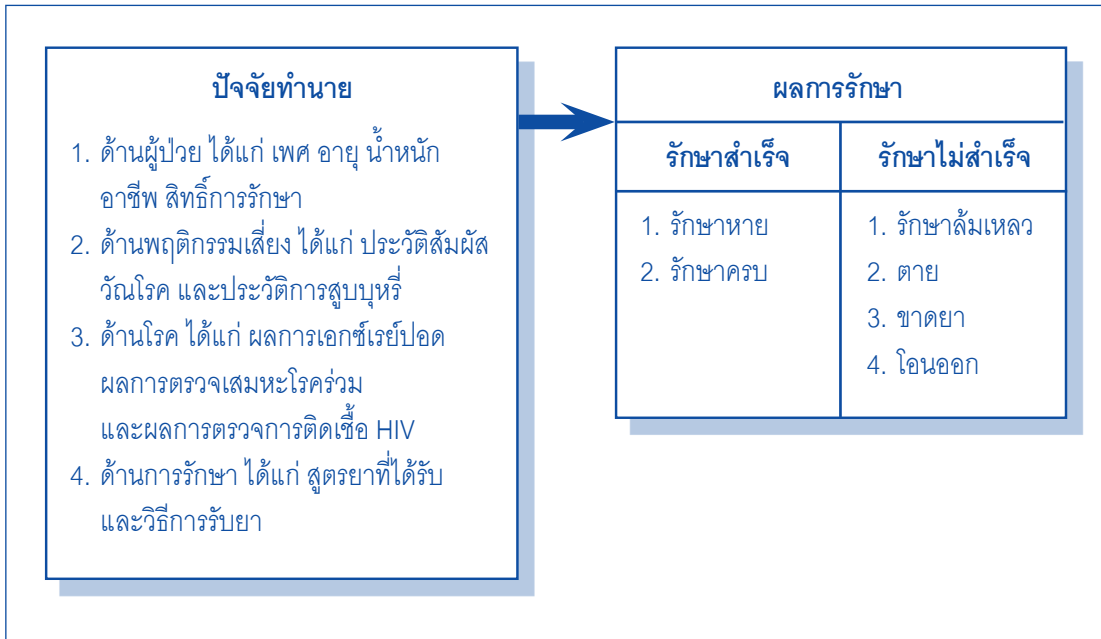 ปัจจัยทำนาย
1. ด้านผู้ป่วย ได้แก่ เพศ อายุ น้ำหนัก
อาชีพ สิทธิ์การรักษา
2. ด้านพฤติกรรมเสี่ยง ได้แก่ ประวัติสัมผัส
วัณโรค และประวัติการสูบบุหรี่
3. ด้านโรค ได้แก่ ผลการเอกซ์เรย์ปอด
ผลการตรวจเสมหะโรคร่วม
และผลการตรวจการติดเชื้อ HIV
4. ด้านการรักษา ได้แก่ สูตรยาที่ได้รับ
และวิธีการรับยา
ผลการรักษา
รักษาสำเร็จ
1. รักษาหาย
2. รักษาครบ
รักษาไม่สำเร็จ
1. รักษาล้มเหลว
2. ตาย
3. ขาดยา
4. โอนออก